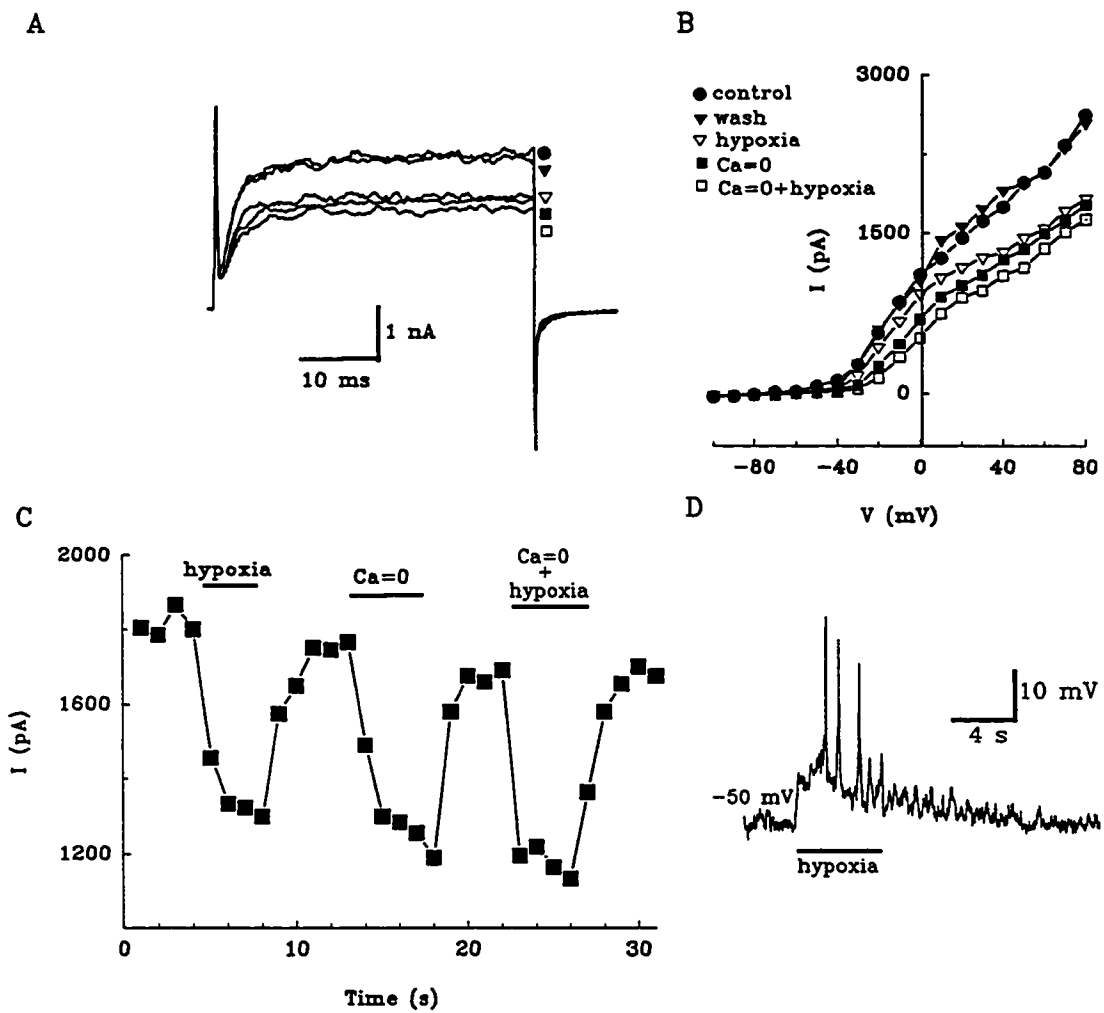 A
1 nA
10 ms
B
control
wash
hypoxia
Ca=0
Ca=0+hypoxia
3000
1500
0
I (pA)
-80
-40
0
40
80
V (mV)
C
2000
1600
1200
I (pA)
hypoxia
Ca=0
Ca=0
+
hypoxia
0
10
20
30
Time (s)
D
10 mV
4 s
-50 mV
hypoxia